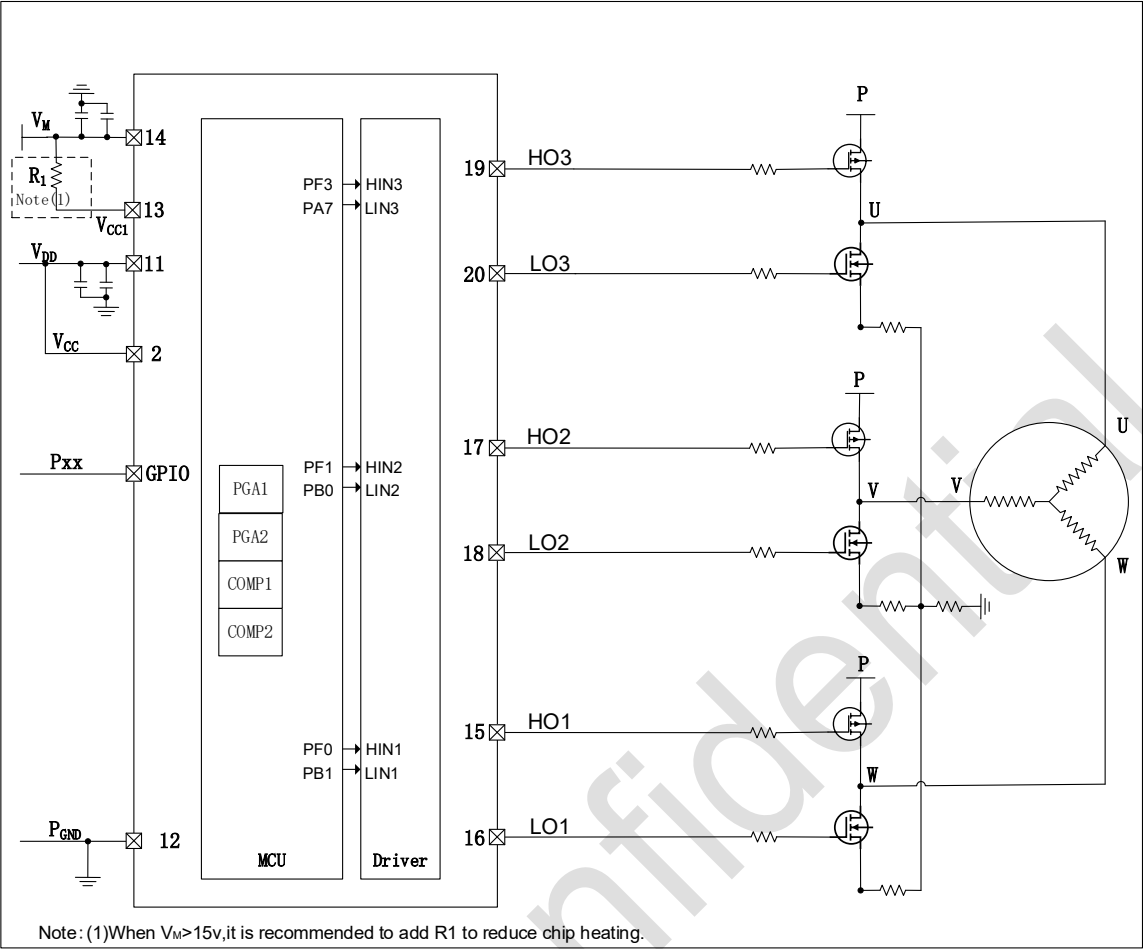 P
VM
14
19
HO3
R1
PF3
HIN3
Note(1)
PA7
LIN3
13
VCC1
U
VDD
11
20
LO3
VCC
2
P
U
17
HO2
Pxx
GPIO
PF1
HIN2
V
V
PGA1
PB0
LIN2
PGA2
18
LO2
W
COMP1
COMP2
P
15
HO1
PF0
HIN1
PB1
LIN1
W
PGND
12
16
LO1
MCU
Driver
Note:(1)When VM>15v,it is recommended to add R1 to reduce chip heating.
nfidential